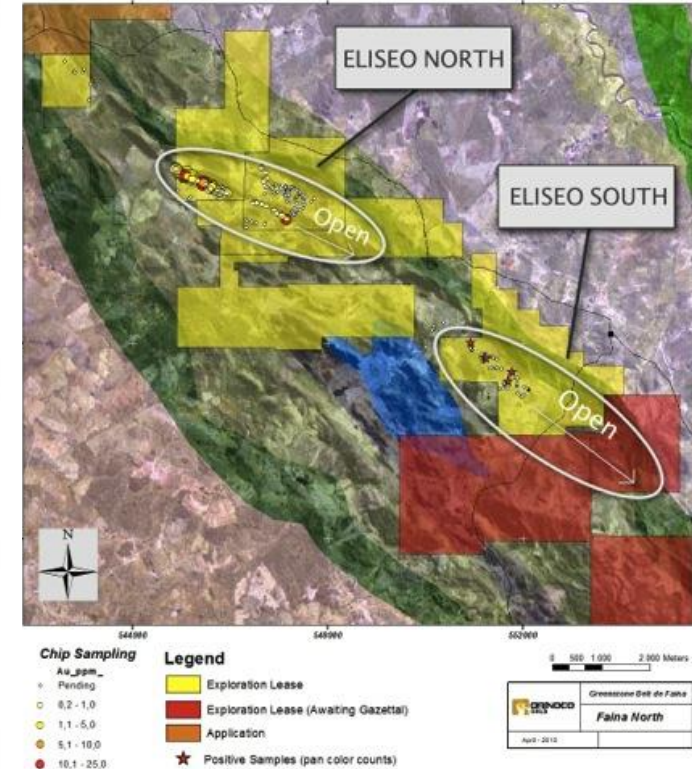 ELISEO NORTH
ELISEO SOUTH
Open
Open
N
544000
548000
552000
Chip Sampling
Au_ppm_
Pending
0,2 - 1,0
1,1 - 5,0
5,1 - 10,0
10,1 - 25,0
Legend
Exploration Lease
Exploration Lease (Awaiting Gazettal)
Application
Positive Samples (pan color counts)
0 500 1.000 2.000 Meters
ORINOCO
GOLD
Greenstone Belt de Faina
Faina North